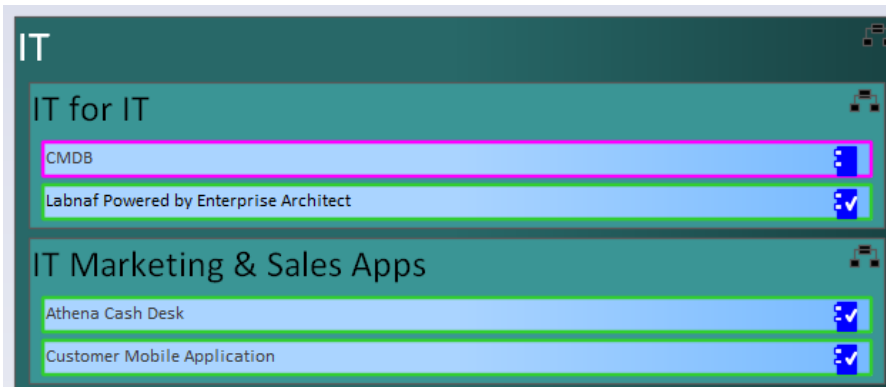 IT
IT for IT
CMDB
Labnaf Powered by Enterprise Architect
IT Marketing & Sales Apps
Athena Cash Desk
Customer Mobile Application